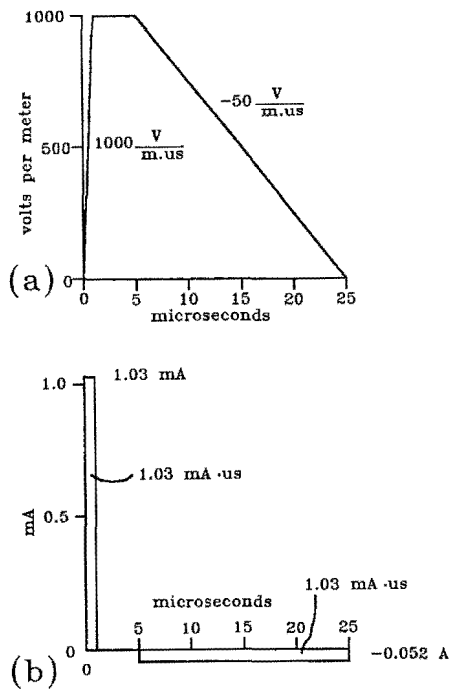 1000
volts per meter
500
0
1000 V/m.us
-50 V/m.us
0 5 10 15 20 25
microseconds
(a)
1.0
1.03 mA
1.03 mA·us
mA
0.5
microseconds
1.03 mA·us
5 10 15 20 25
0
-0.052 A
0
(b)